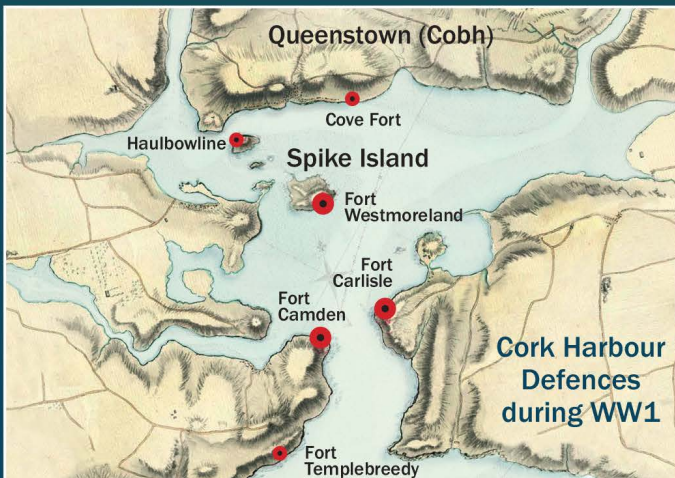 Queenstown (Cobh)
Cove Fort
Haulbowline
Spike Island
Fort
Westmoreland
Fort
Carlisle
Fort
Camden
Cork Harbour
Defences
during WW1
Fort
Templebreedy